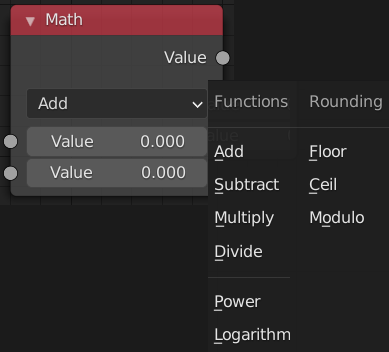 Math
Value
Add
Value 0.000
Value 0.000
Functions
Add
Subtract
Multiply
Divide
Power
Logarithm
Rounding
Floor
Ceil
Modulo